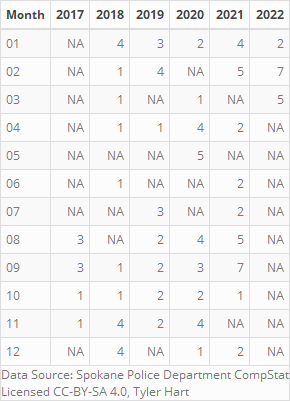 Month 2017 2018 2019 2020 2021 2022
01 NA 4 3 2 4 2
02 NA 1 4 NA 5 7
03 NA 1 NA 1 NA 5
04 NA 1 1 4 2 NA
05 NA NA NA 5 NA NA
06 NA 1 NA NA 2 NA
07 NA NA 3 NA 2 NA
08 3 NA 2 4 5 NA
09 3 1 2 3 7 NA
10 1 1 2 2 1 NA
11 1 4 2 4 NA NA
12 NA 4 NA 1 2 NA
Data Source: Spokane Police Department CompStat
Licensed CC-BY-SA 4.0, Tyler Hart